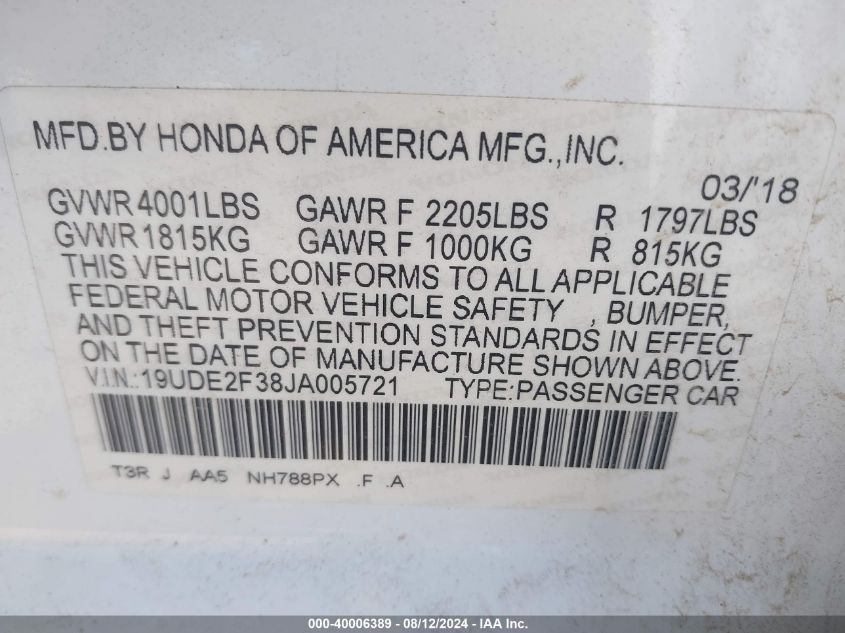 MFD.BY HONDA OF AMERICA MFG.,INC.
03/'18
GVWR 4001LBS GAWR F 2205LBS R 1797LBS
GVWR 1815KG GAWR F 1000KG R 815KG
THIS VEHICLE CONFORMS TO ALL APPLICABLE
FEDERAL MOTOR VEHICLE SAFETY , BUMPER,
AND THEFT PREVENTION STANDARDS IN EFFECT
ON THE DATE OF MANUFACTURE SHOWN ABOVE.
V.I.N.:19UDE2F38JA005721 TYPE:PASSENGER CAR
T3R J AA5 NH788PX .F .A
000-40006389 - 08/12/2024 - IAA Inc.